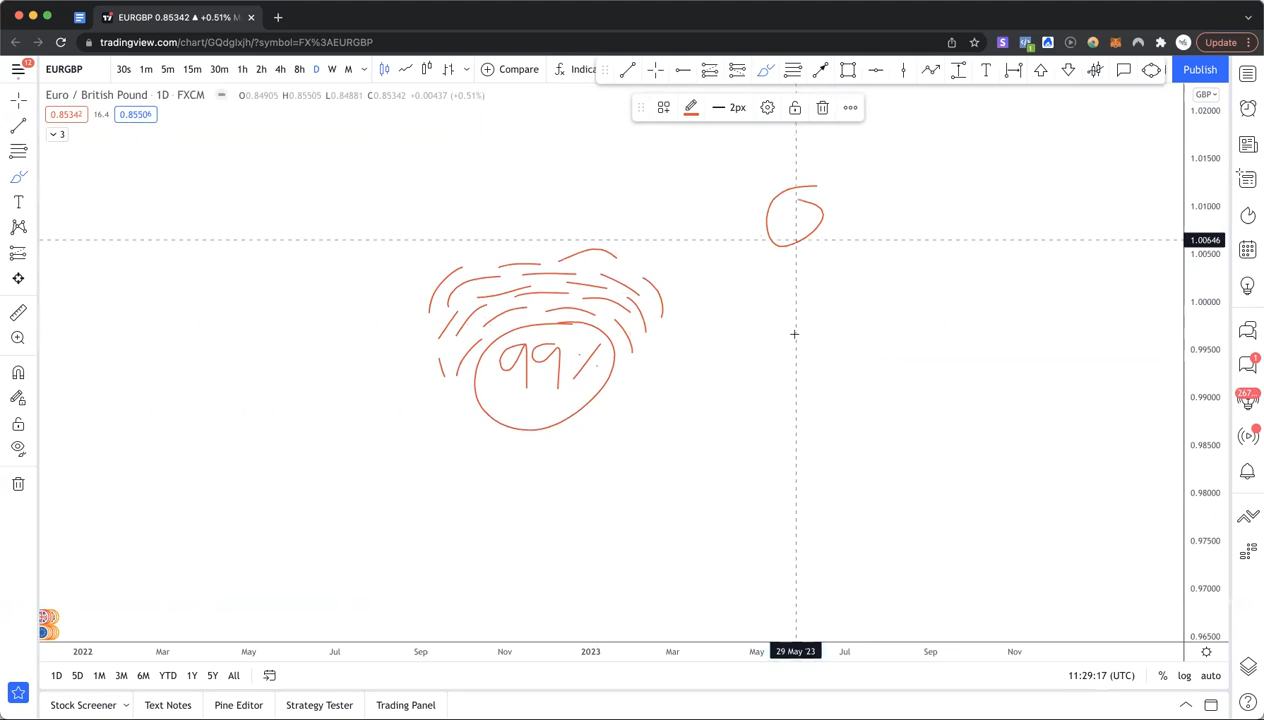 EURGBP 0.85342 ▲ +0.51% M
tradingview.com/chart/GQdgIxjh/?symbol=FX%3AEURGBP
Update
12
EURGBP 30s 1m 5m 15m 30m 1h 2h 4h 8h D W M Compare Indica
Publish
2px
Euro / British Pound · 1D · FXCM O0.84905 H0.85505 L0.84881 C0.85342 +0.00437 (+0.51%)
GBP
0.85342 16.4 0.85506
3
1.02000
1.01500
1.01000
1.00646
1.00500
1.00000
0.99500
0.99000
0.98500
0.98000
0.97500
0.97000
0.96500
99%
1
267...
2022 Mar May Jul Sep Nov 2023 Mar May 29 May '23 Jul Sep Nov
1D 5D 1M 3M 6M YTD 1Y 5Y All
11:29:17 (UTC) % log auto
Stock Screener Text Notes Pine Editor Strategy Tester Trading Panel